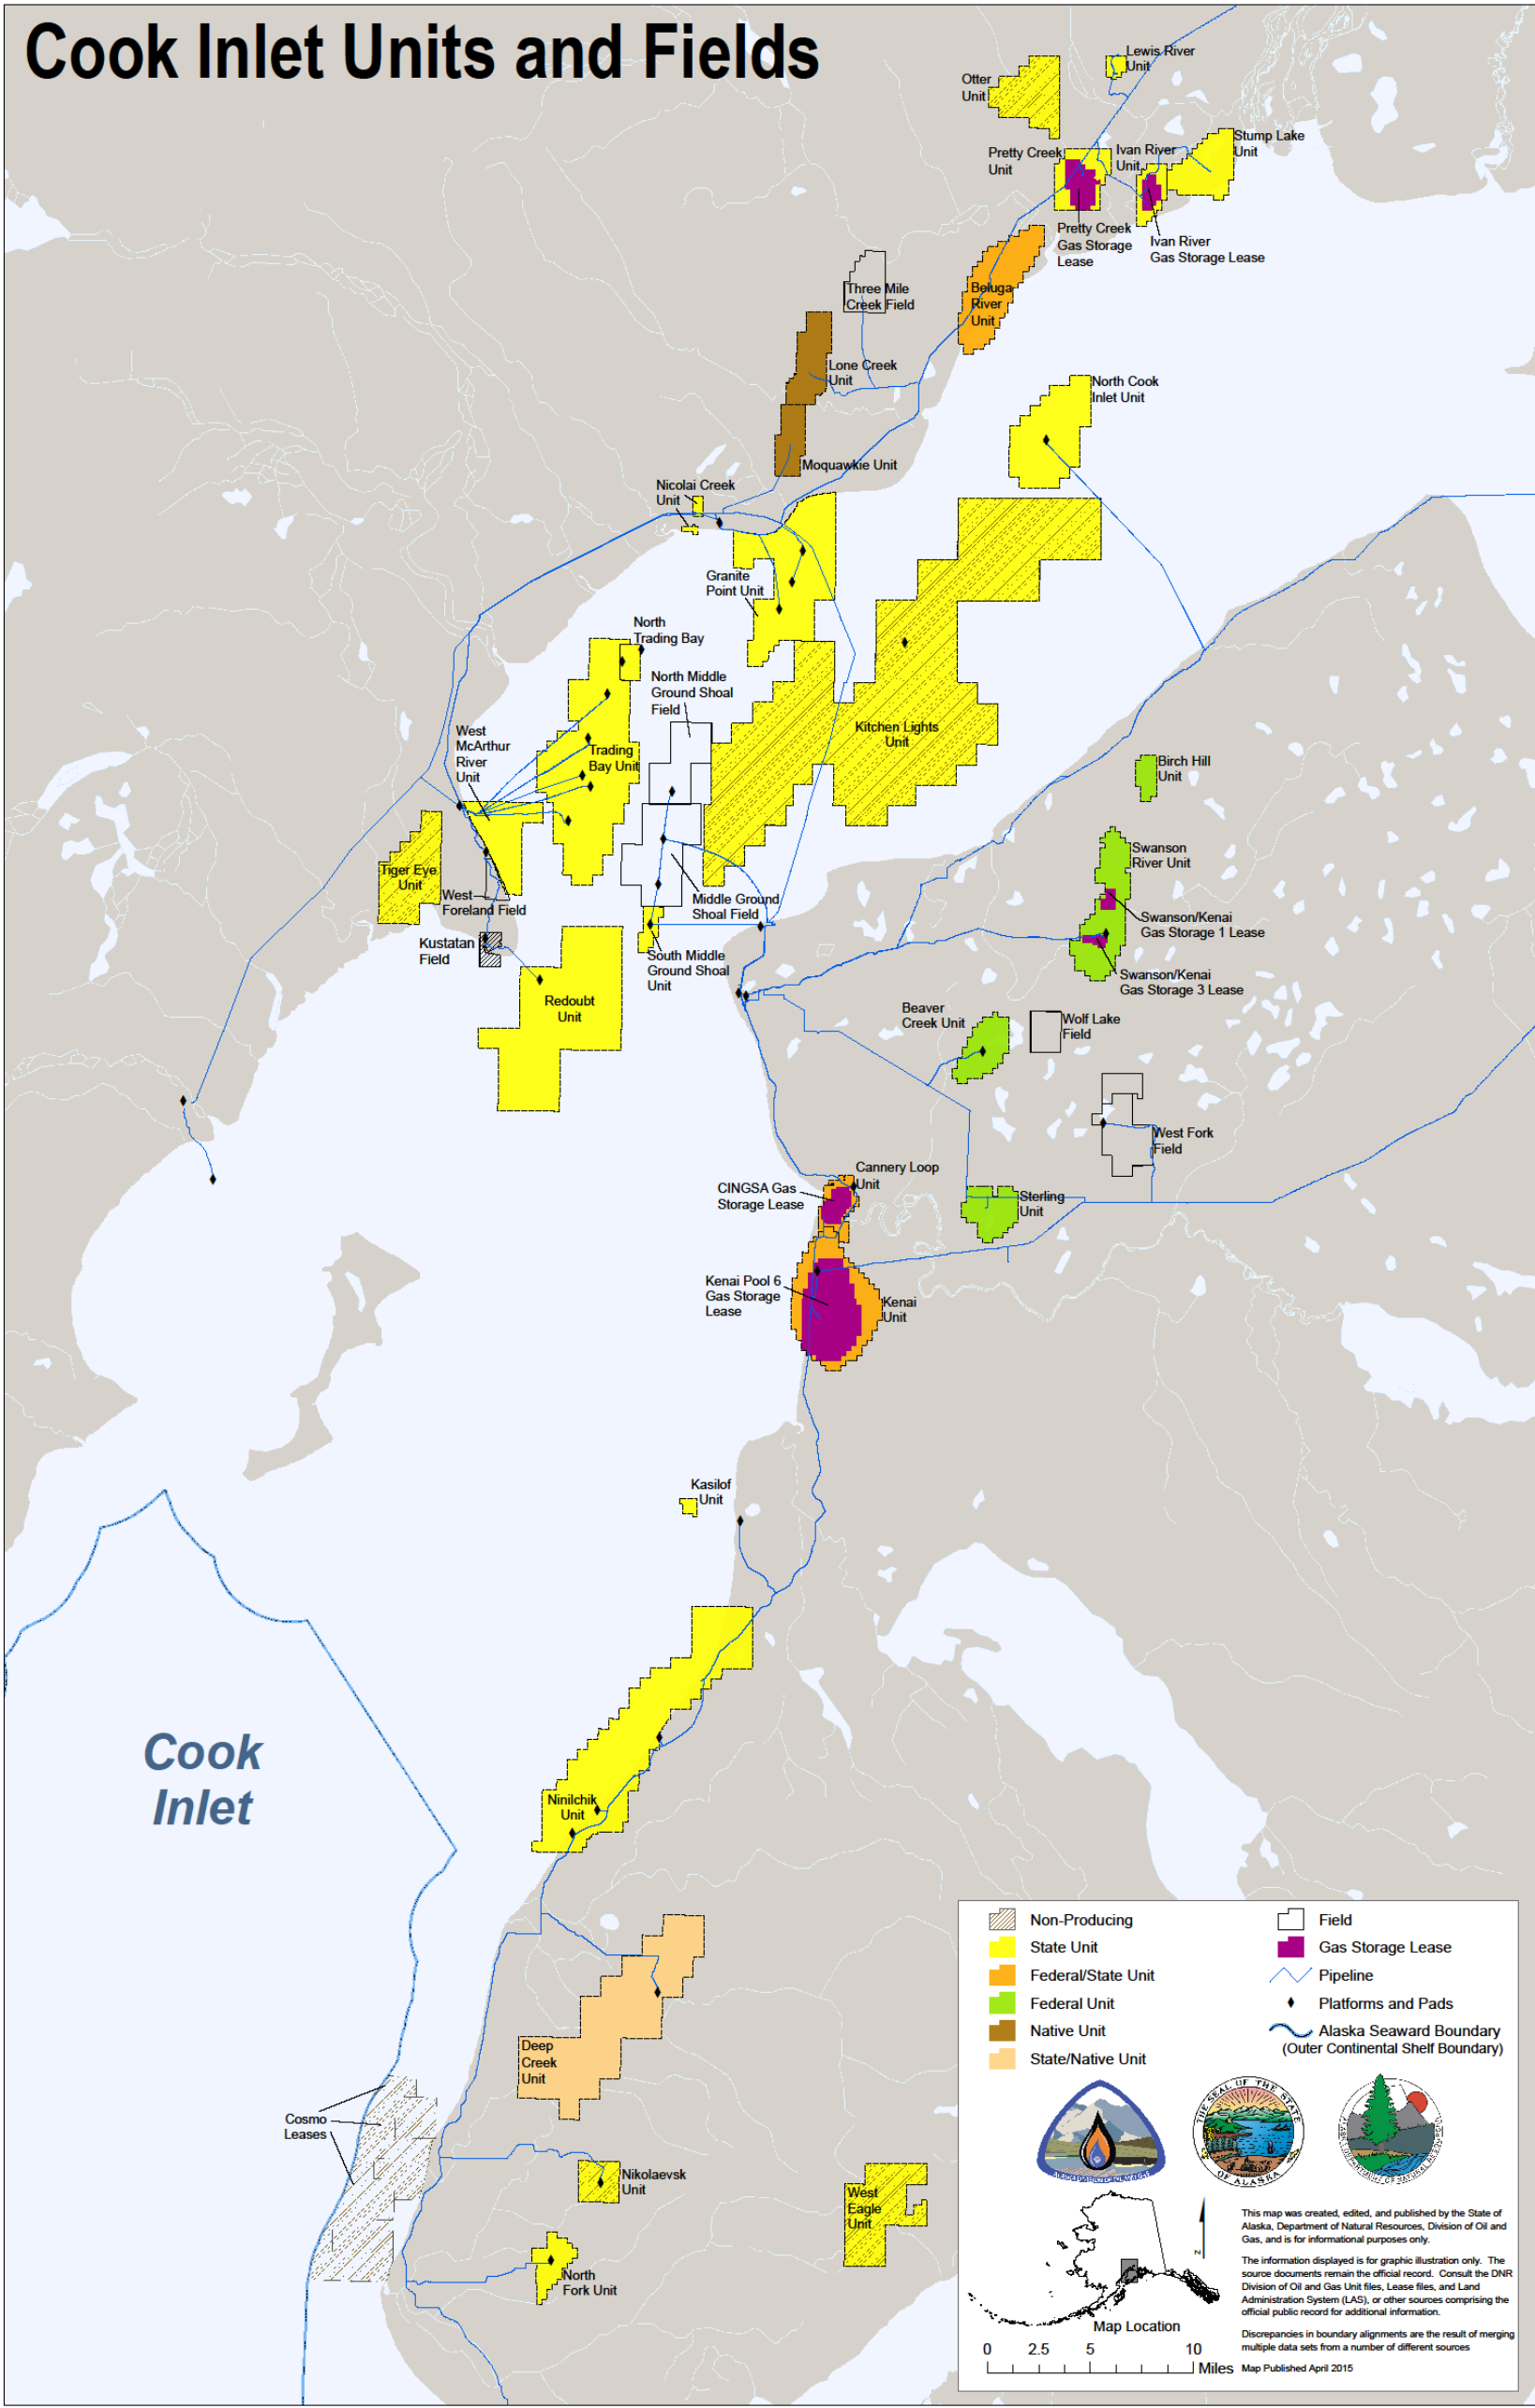 Cook Inlet Units and Fields
Lewis River
Unit
Otter
Unit
Stump Lake
Unit
Pretty Creek
Unit
Ivan River
Unit
Pretty Creek
Gas Storage
Lease
Ivan River
Gas Storage Lease
Three Mile
Creek Field
Beluga
River
Unit
Lone Creek
Unit
North Cook
Inlet Unit
Moquawkie Unit
Nicolai Creek
Unit
Granite
Point Unit
North
Trading Bay
North Middle
Ground Shoal
Field
West
McArthur
River
Unit
Trading
Bay Unit
Kitchen Lights
Unit
Birch Hill
Unit
Swanson
River Unit
Tiger Eye
Unit
West
Foreland Field
Middle Ground
Shoal Field
Swanson/Kenai
Gas Storage 1 Lease
Kustatan
Field
South Middle
Ground Shoal
Unit
Swanson/Kenai
Gas Storage 3 Lease
Redoubt
Unit
Beaver
Creek Unit
Wolf Lake
Field
West Fork
Field
Cannery Loop
Unit
CINGSA Gas
Storage Lease
Sterling
Unit
Kenai Pool 6
Gas Storage
Lease
Kenai
Unit
Kasilof
Unit
Cook
Inlet
Ninilchik
Unit
Deep
Creek
Unit
Cosmo
Leases
Nikolaevsk
Unit
West
Eagle
Unit
North
Fork Unit
Non-Producing
State Unit
Federal/State Unit
Federal Unit
Native Unit
State/Native Unit
Field
Gas Storage Lease
Pipeline
Platforms and Pads
Alaska Seaward Boundary
(Outer Continental Shelf Boundary)
THE SEAL OF THE STATE
OF ALASKA
N
Map Location
0 2.5 5 10
Miles
This map was created, edited, and published by the State of
Alaska, Department of Natural Resources, Division of Oil and
Gas, and is for informational purposes only.
The information displayed is for graphic illustration only. The
source documents remain the official record. Consult the DNR
Division of Oil and Gas Unit files, Lease files, and Land
Administration System (LAS), or other sources comprising the
official public record for additional information.
Discrepancies in boundary alignments are the result of merging
multiple data sets from a number of different sources
Map Published April 2015